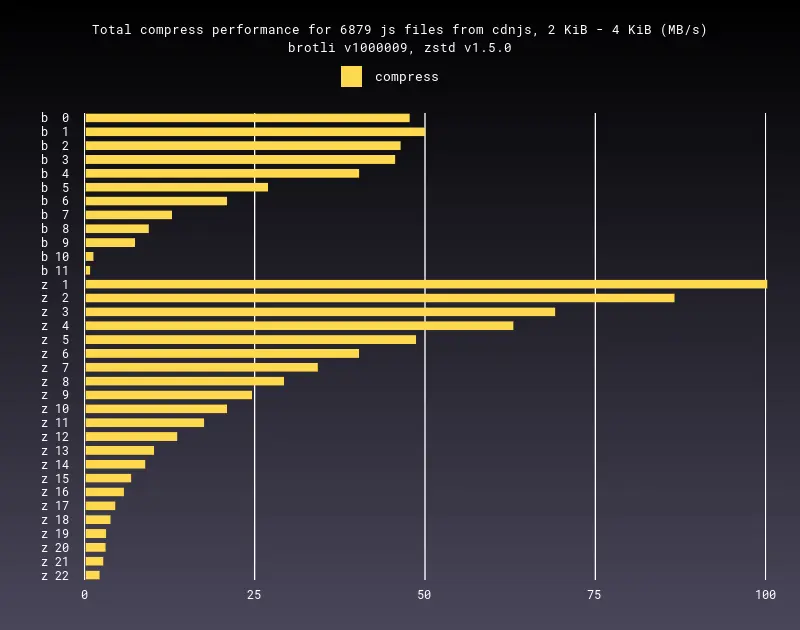 Total compress performance for 6879 js files from cdnjs, 2 KiB - 4 KiB (MB/s)
brotli v1000009, zstd v1.5.0
compress
b 0
b 1
b 2
b 3
b 4
b 5
b 6
b 7
b 8
b 9
b 10
b 11
z 1
z 2
z 3
z 4
z 5
z 6
z 7
z 8
z 9
z 10
z 11
z 12
z 13
z 14
z 15
z 16
z 17
z 18
z 19
z 20
z 21
z 22
0 25 50 75 100